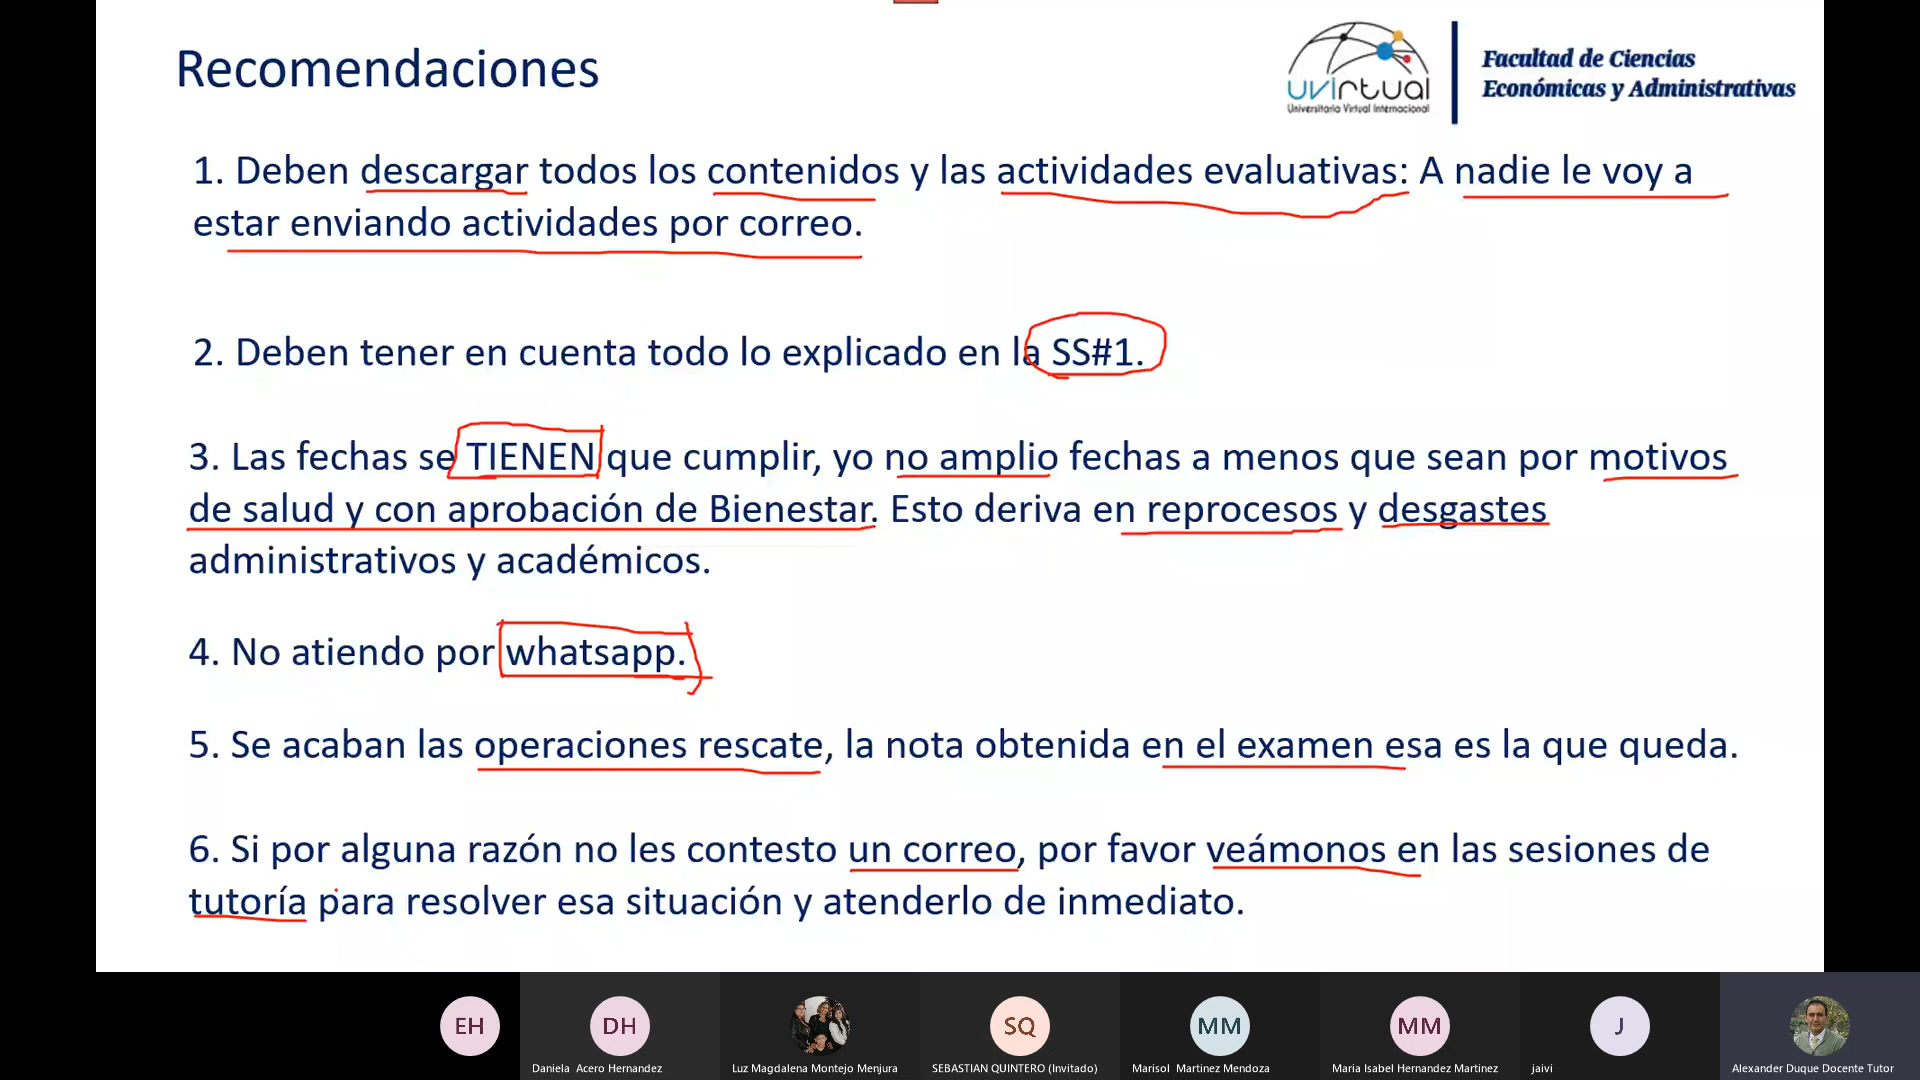 Recomendaciones
uvirtual
Universitaria Virtual Internacional
Facultad de Ciencias
Económicas y Administrativas
1. Deben descargar todos los contenidos y las actividades evaluativas: A nadie le voy a
estar enviando actividades por correo.
2. Deben tener en cuenta todo lo explicado en la SS#1.
3. Las fechas se TIENEN que cumplir, yo no amplio fechas a menos que sean por motivos
de salud y con aprobación de Bienestar. Esto deriva en reprocesos y desgastes
administrativos y académicos.
4. No atiendo por whatsapp.
5. Se acaban las operaciones rescate, la nota obtenida en el examen esa es la que queda.
6. Si por alguna razón no les contesto un correo, por favor veámonos en las sesiones de
tutoría para resolver esa situación y atenderlo de inmediato.
EH DH SQ MM MM J
Daniela Acero Hernandez Luz Magdalena Montejo Menjura SEBASTIAN QUINTERO (Invitado) Marisol Martinez Mendoza Maria Isabel Hernandez Martinez jaivi Alexander Duque Docente Tutor